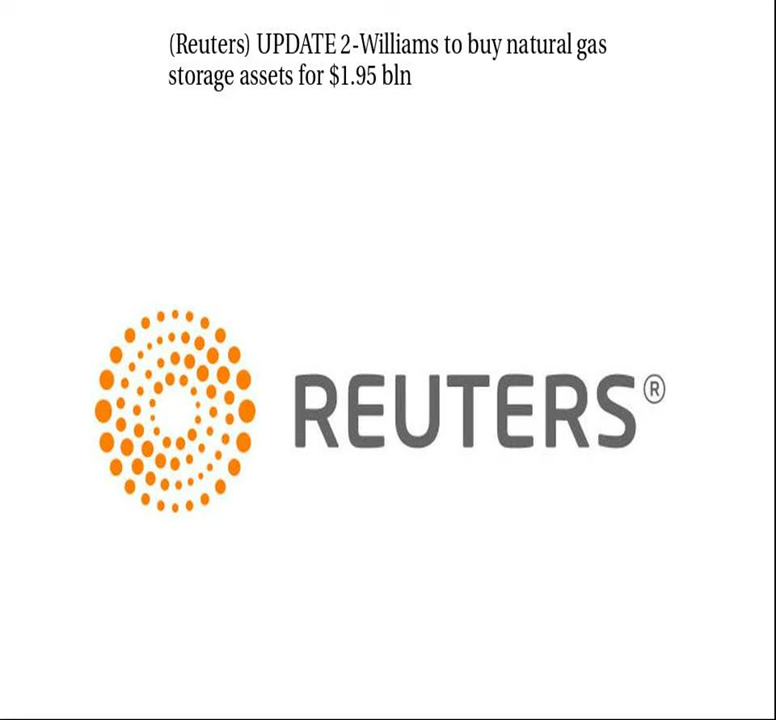 (Reuters) UPDATE 2-Williams to buy natural gas
storage assets for $1.95 bln
REUTERS®